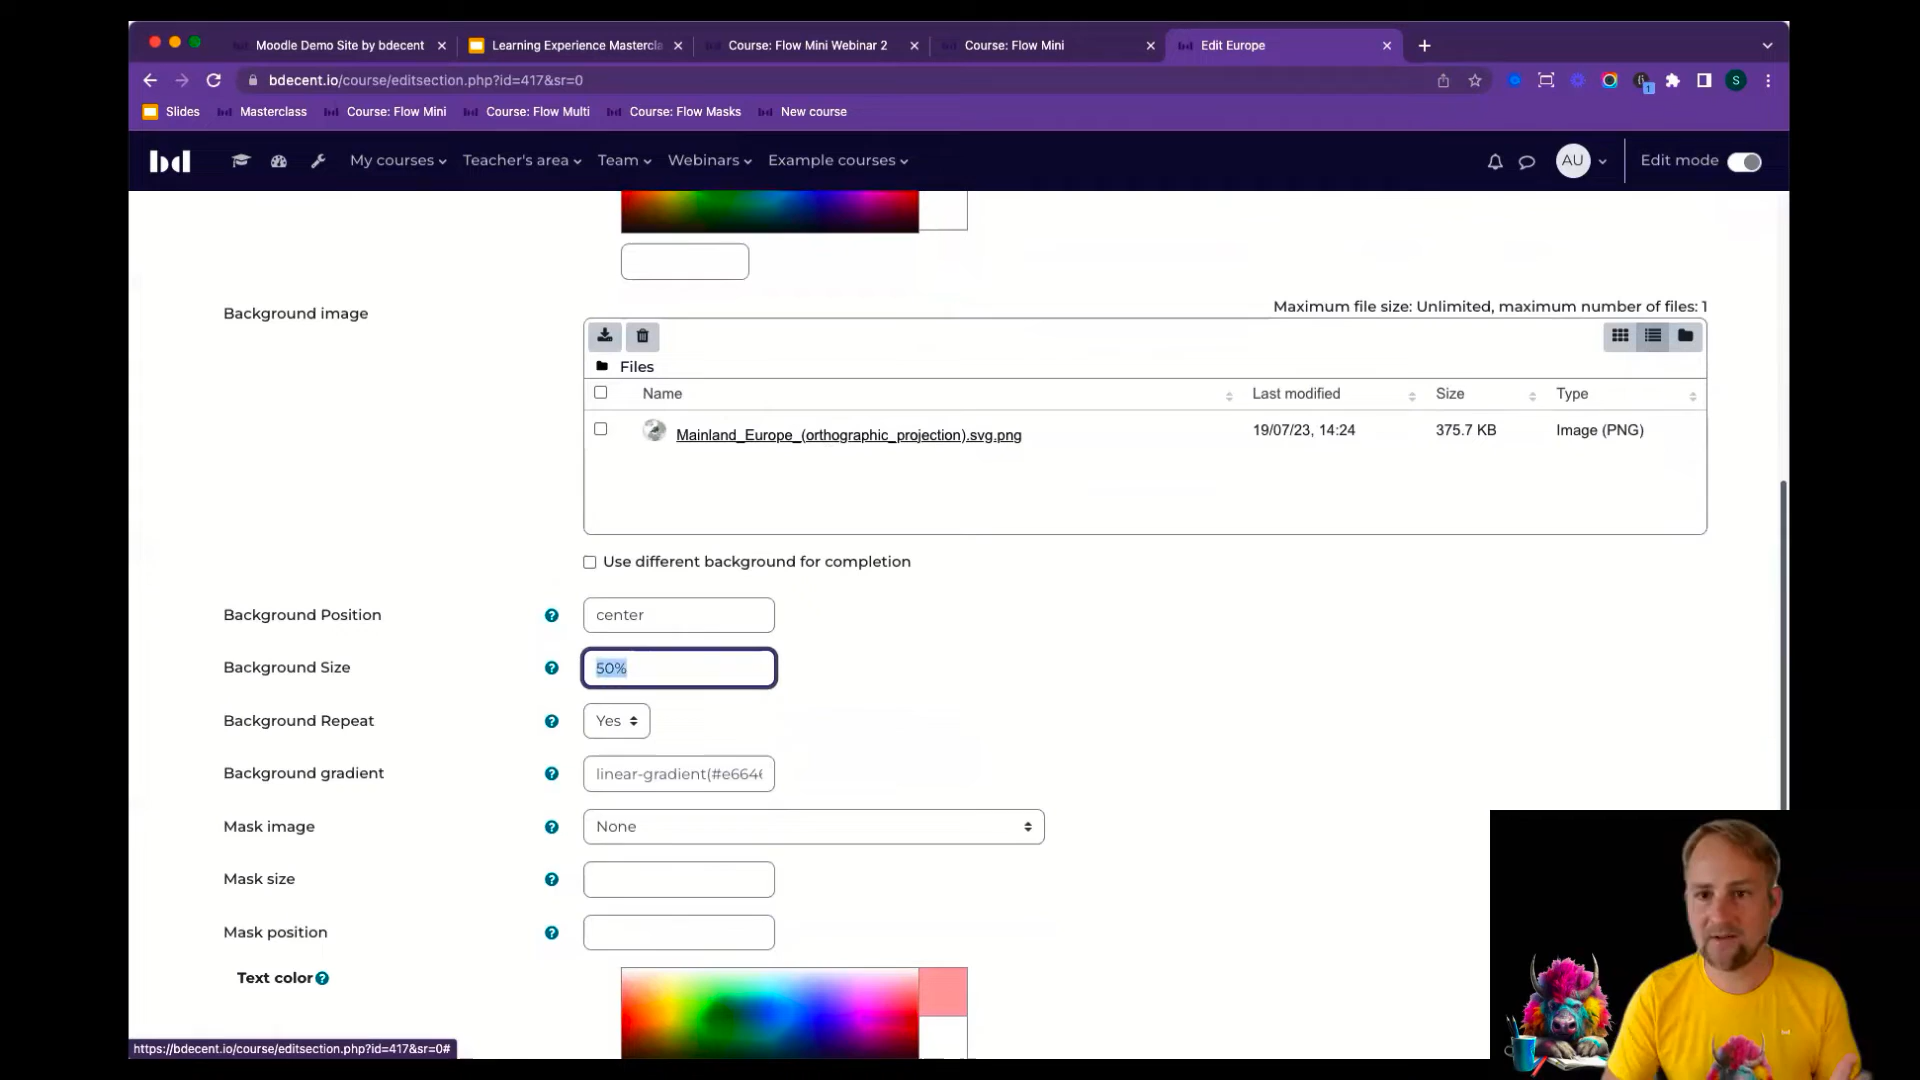 Moodle Demo Site by bdecent
Learning Experience Mastercla
Course: Flow Mini Webinar 2
Course: Flow Mini
Edit Europe
bdecent.io/course/editsection.php?id=417&sr=0
1
S
Slides
Masterclass
Course: Flow Mini
Course: Flow Multi
Course: Flow Masks
New course
bd
My courses
Teacher's area
Team
Webinars
Example courses
AU
Edit mode
Background image
Maximum file size: Unlimited, maximum number of files: 1
Files
Name
Last modified
Size
Type
Mainland_Europe_(orthographic_projection).svg.png
19/07/23, 14:24
375.7 KB
Image (PNG)
Use different background for completion
Background Position
center
Background Size
50%
Background Repeat
Yes
Background gradient
linear-gradient(#e6646
Mask image
None
Mask size
Mask position
Text color
https://bdecent.io/course/editsection.php?id=417&sr=0#